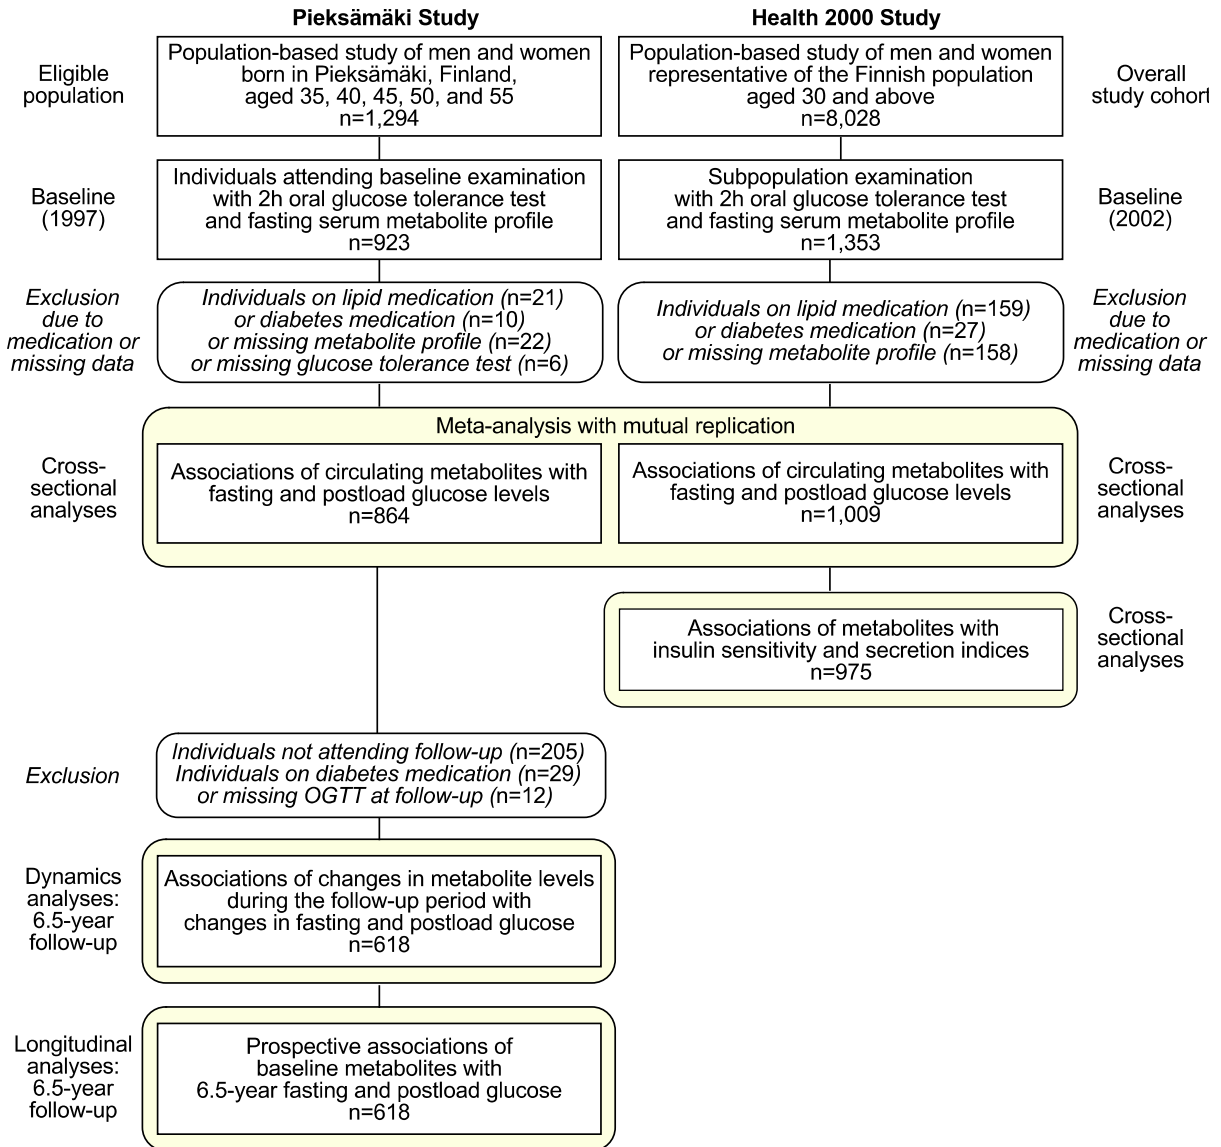 Pieksämäki Study
Health 2000 Study
Eligible
population
Population-based study of men and women
born in Pieksämäki, Finland,
aged 35, 40, 45, 50, and 55
n=1,294
Population-based study of men and women
representative of the Finnish population
aged 30 and above
n=8,028
Overall
study cohort
Baseline
(1997)
Individuals attending baseline examination
with 2h oral glucose tolerance test
and fasting serum metabolite profile
n=923
Subpopulation examination
with 2h oral glucose tolerance test
and fasting serum metabolite profile
n=1,353
Baseline
(2002)
Exclusion
due to
medication or
missing data
Individuals on lipid medication (n=21)
or diabetes medication (n=10)
or missing metabolite profile (n=22)
or missing glucose tolerance test (n=6)
Individuals on lipid medication (n=159)
or diabetes medication (n=27)
or missing metabolite profile (n=158)
Exclusion
due to
medication or
missing data
Meta-analysis with mutual replication
Cross-
sectional
analyses
Associations of circulating metabolites with
fasting and postload glucose levels
n=864
Associations of circulating metabolites with
fasting and postload glucose levels
n=1,009
Cross-
sectional
analyses
Associations of metabolites with
insulin sensitivity and secretion indices
n=975
Cross-
sectional
analyses
Exclusion
Individuals not attending follow-up (n=205)
Individuals on diabetes medication (n=29)
or missing OGTT at follow-up (n=12)
Dynamics
analyses:
6.5-year
follow-up
Associations of changes in metabolite levels
during the follow-up period with
changes in fasting and postload glucose
n=618
Longitudinal
analyses:
6.5-year
follow-up
Prospective associations of
baseline metabolites with
6.5-year fasting and postload glucose
n=618